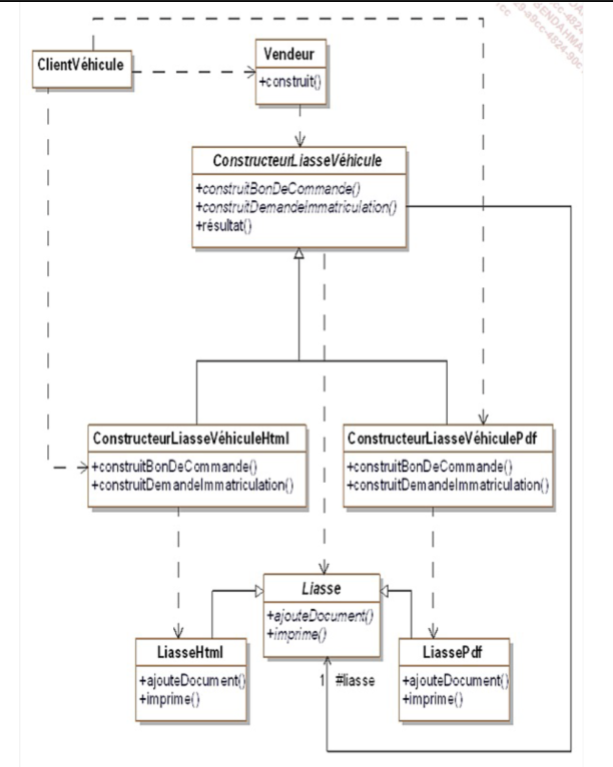 ClientVéhicule
Vendeur
+construit()
ConstructeurLiasseVéhicule
+construitBonDeCommande()
+construitDemandeImmatriculation()
+résultat()
ConstructeurLiasseVéhiculeHtml
+construitBonDeCommande()
+construitDemandeImmatriculation()
ConstructeurLiasseVéhiculePdf
+construitBonDeCommande()
+construitDemandeImmatriculation()
Liasse
+ajouteDocument()
+imprime()
LiasseHtml
+ajouteDocument()
+imprime()
LiassePdf
+ajouteDocument()
+imprime()
1 #liasse